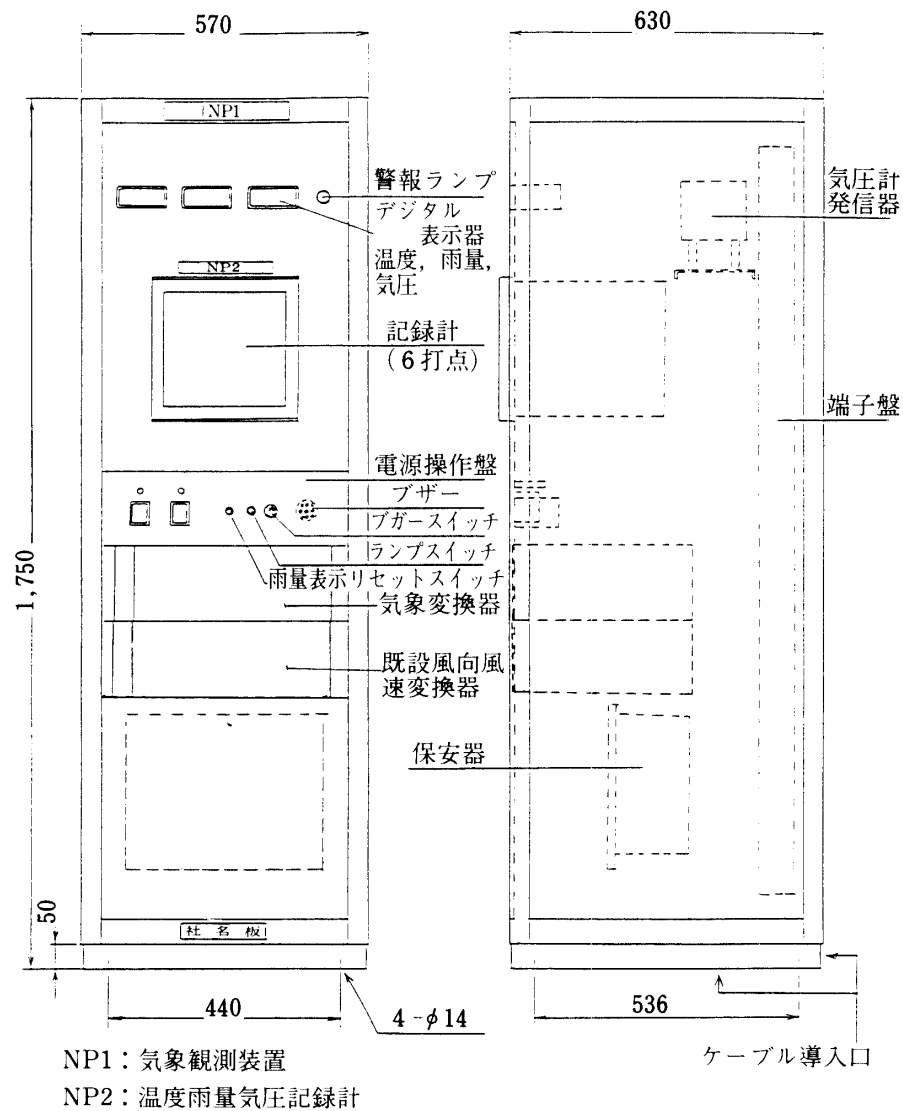 570
630
NP1
警報ランプ
デジタル
表示器
温度，雨量，
気圧
気圧計
発信器
NP2
記録計
（6打点）
端子盤
電源操作盤
ブザー
ブガースイッチ
ランプスイッチ
雨量表示リセットスイッチ
気象変換器
1,750
既設風向風
速変換器
保安器
50
社名板
440
4-φ14
536
ケーブル導入口
NP1：気象観測装置
NP2：温度雨量気圧記録計